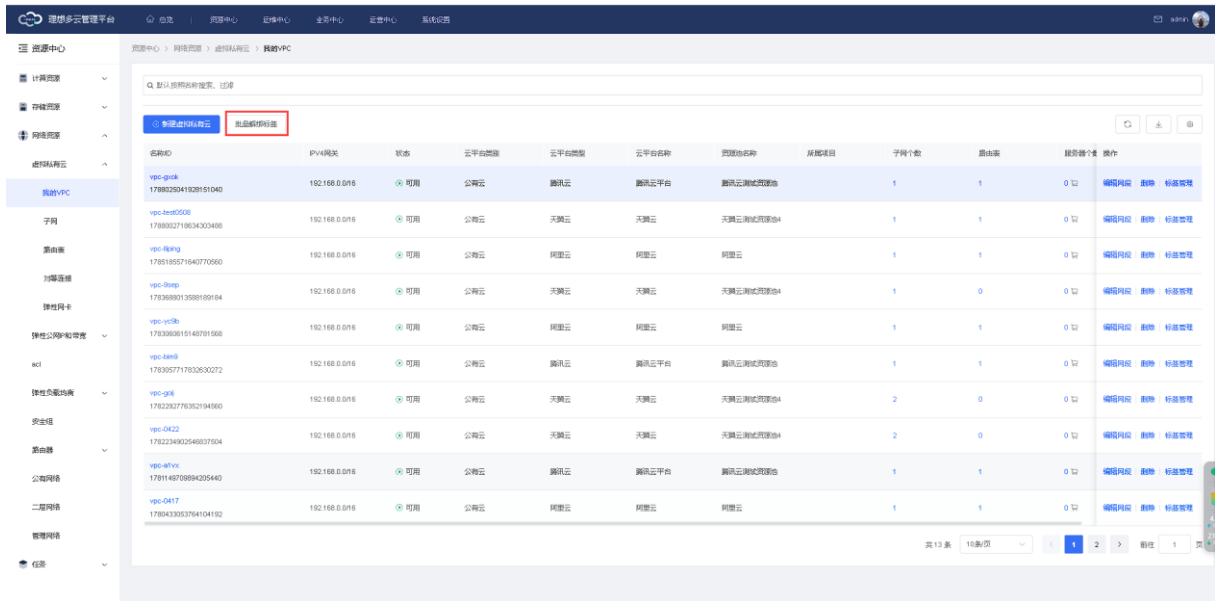 理想多云管理平台 总览 | 资源中心 运维中心 业务中心 运营中心 系统设置 admin
资源中心 资源中心 > 网络资源 > 虚拟私有云 > 我的VPC
计算资源
存储资源
网络资源
虚拟私有云
我的VPC
子网
路由表
对等连接
弹性网卡
弹性公网IP和带宽
acl
弹性负载均衡
安全组
路由器
公有网络
二层网络
管理网络
任务
默认按照名称搜索、过滤
新建虚拟私有云 批量解绑标签
名称/ID IPV4网关 状态 云平台类别 云平台类型 云平台名称 资源池名称 所属项目 子网个数 路由表 服务器个数 操作
vpc-gxok
1788025041928151040 192.168.0.0/16 可用 公有云 腾讯云 腾讯云平台 腾讯云测试资源池 1 1 0 编辑网段 删除 标签管理
vpc-test0508
1788002718634303488 192.168.0.0/16 可用 公有云 天翼云 天翼云 天翼云测试资源池4 1 1 0 编辑网段 删除 标签管理
1785185571640770560 192.168.0.0/16 可用 公有云 阿里云 阿里云 阿里云 1 1 0 编辑网段 删除 标签管理
vpc-9sep
1783698013588189184 192.168.0.0/16 可用 公有云 天翼云 天翼云 天翼云测试资源池4 1 0 0 编辑网段 删除 标签管理
vpc-yc9b
192.168.0.0/16 可用 公有云 阿里云 阿里云 阿里云 1 1 0 编辑网段 删除 标签管理
1783057717832630272 192.168.0.0/16 可用 公有云 腾讯云 腾讯云平台 腾讯云测试资源池 1 1 0 编辑网段 删除 标签管理
vpc-goij
1782292776352194560 192.168.0.0/16 可用 公有云 天翼云 天翼云 天翼云测试资源池4 2 0 0 编辑网段 删除 标签管理
vpc-0422
1782234902546837504 192.168.0.0/16 可用 公有云 天翼云 天翼云 天翼云测试资源池4 2 0 0 编辑网段 删除 标签管理
vpc-a1vx
1781149709894205440 192.168.0.0/16 可用 公有云 腾讯云 腾讯云平台 腾讯云测试资源池 1 1 0 编辑网段 删除 标签管理
vpc-0417
1780433053764104192 192.168.0.0/16 可用 公有云 阿里云 阿里云 阿里云 1 1 0 编辑网段 删除 标签管理
共13条 10条/页 < 1 2 > 前往 1 页